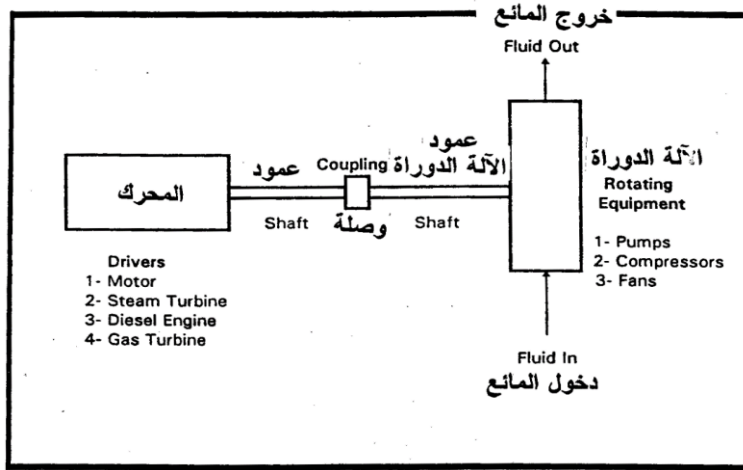 خروج المائع
Fluid Out
عمود
الآلة الدوراة
عمود
Coupling
المحرك
الآلة الدوراة
Rotating
Equipment
Shaft
وصلة
Shaft
1- Pumps
2- Compressors
3- Fans
Drivers
1- Motor
2- Steam Turbine
3- Diesel Engine
4- Gas Turbine
Fluid In
دخول المائع